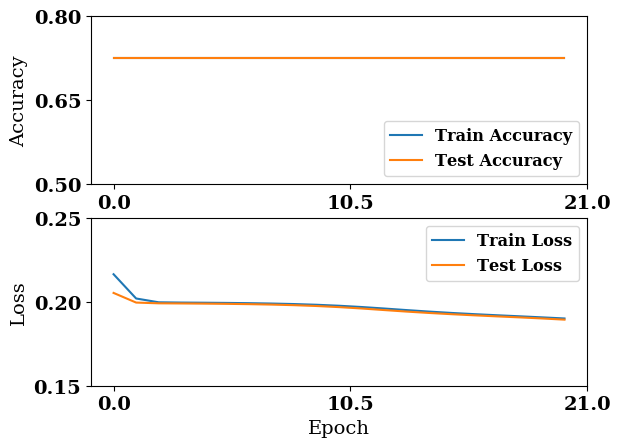 0.80
0.65
0.50
Accuracy
Train Accuracy
Test Accuracy
0.0 10.5 21.0
0.25
0.20
0.15
Loss
Train Loss
Test Loss
0.0 10.5 21.0
Epoch